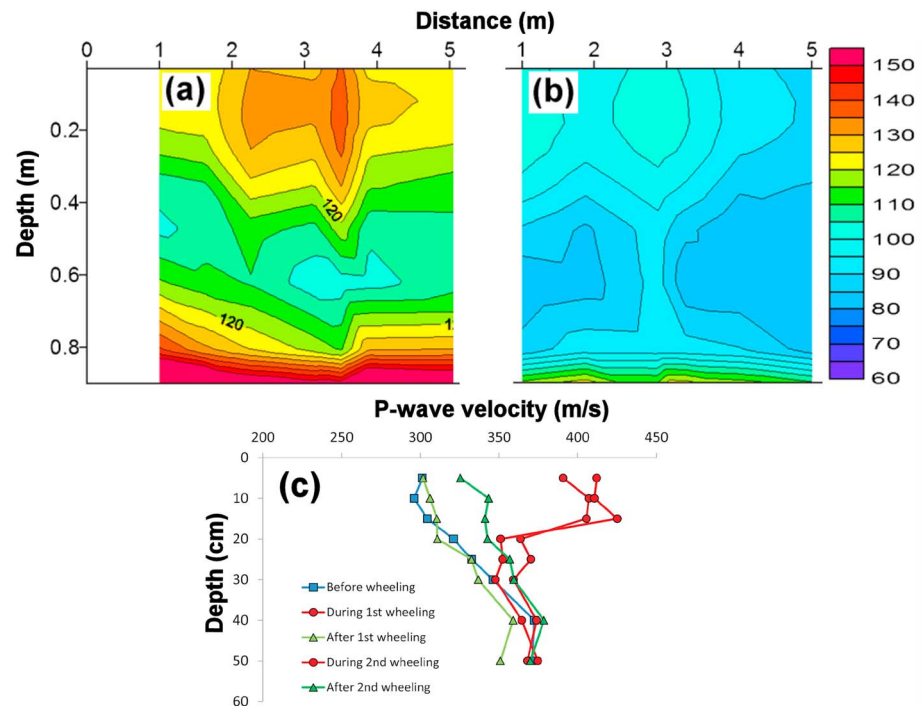 Distance (m)
0 1 2 3 4 5 1 2 3 4 5
(a) (b)
Depth (m)
0.2
0.4
0.6
0.8
120
120
1
150
140
130
120
110
100
90
80
70
60
P-wave velocity (m/s)
200 250 300 350 400 450
(c)
Depth (cm)
0
10
20
30
40
50
60
Before wheeling
During 1st wheeling
After 1st wheeling
During 2nd wheeling
After 2nd wheeling